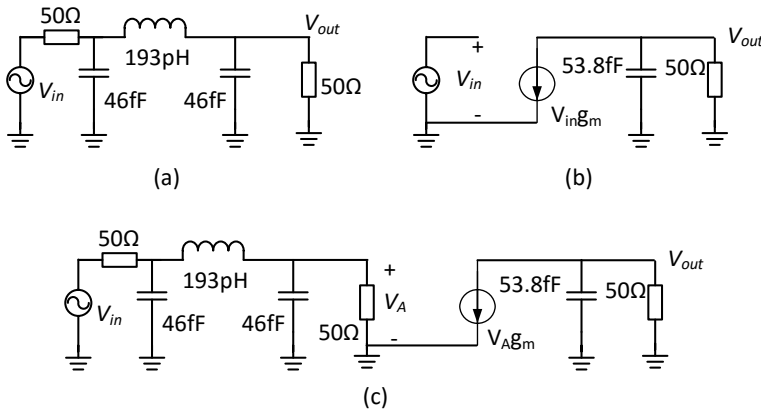 50Ω
193pH
V_in
46fF
46fF
V_out
50Ω
(a)
+
V_in
-
V_in g_m
53.8fF
50Ω
V_out
(b)
50Ω
193pH
V_in
46fF
46fF
50Ω
+
V_A
-
V_A g_m
53.8fF
50Ω
V_out
(c)